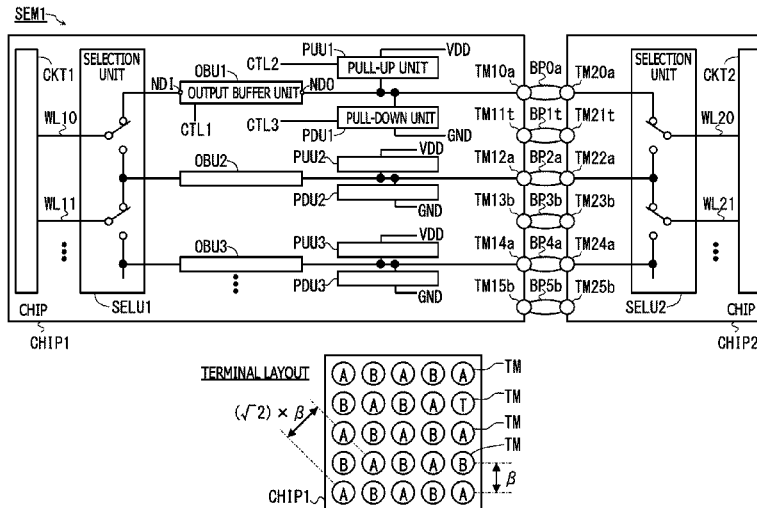 SEM1
PUU1
VDD
CTL2
PULL-UP UNIT
CKT1
SELECTION UNIT
OBU1
NDI
OUTPUT BUFFER UNIT
NDO
TM10a
BP0a
TM20a
SELECTION UNIT
CKT2
WL10
CTL1
CTL3
PULL-DOWN UNIT
PDU1
GND
TM11t
BP1t
TM21t
WL20
PUU2
VDD
OBU2
TM12a
BP2a
TM22a
PDU2
GND
TM13b
BP3b
TM23b
WL11
WL21
PUU3
VDD
OBU3
TM14a
BP4a
TM24a
PDU3
GND
TM15b
BP5b
TM25b
CHIP
CHIP1
SELU1
SELU2
CHIP
CHIP2
TERMINAL LAYOUT
A B A B A TM
B A B A T TM
(√2) × β
A B A B A TM
B A B A B TM
β
A B A B A
CHIP1